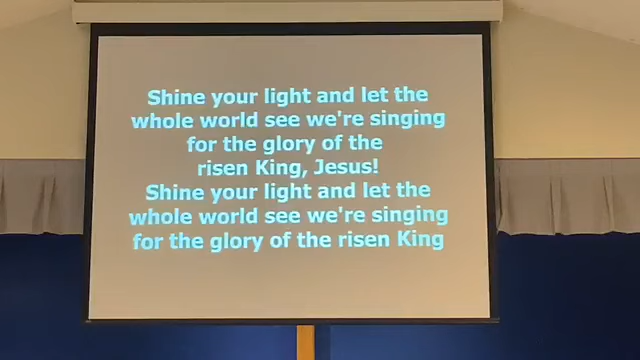 Shine your light and let the
whole world see we're singing
for the glory of the
risen King, Jesus!
Shine your light and let the
whole world see we're singing
for the glory of the risen King